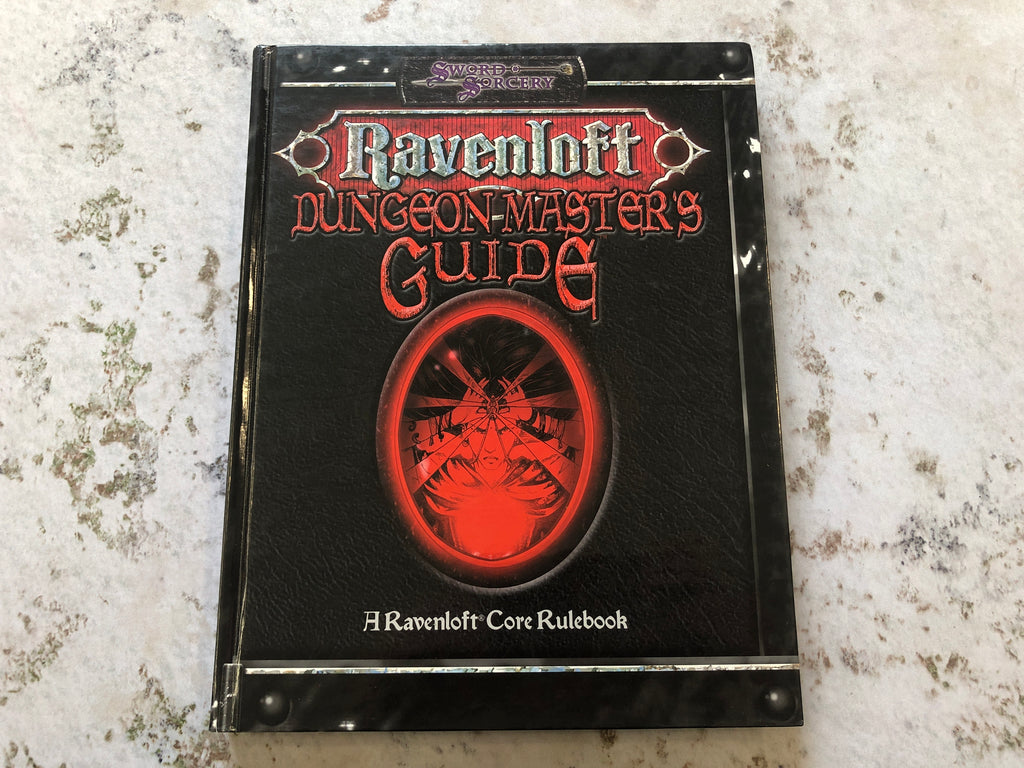 Sword & Sorcery
Ravenloft
Dungeon Master's
Guide
A Ravenloft® Core Rulebook